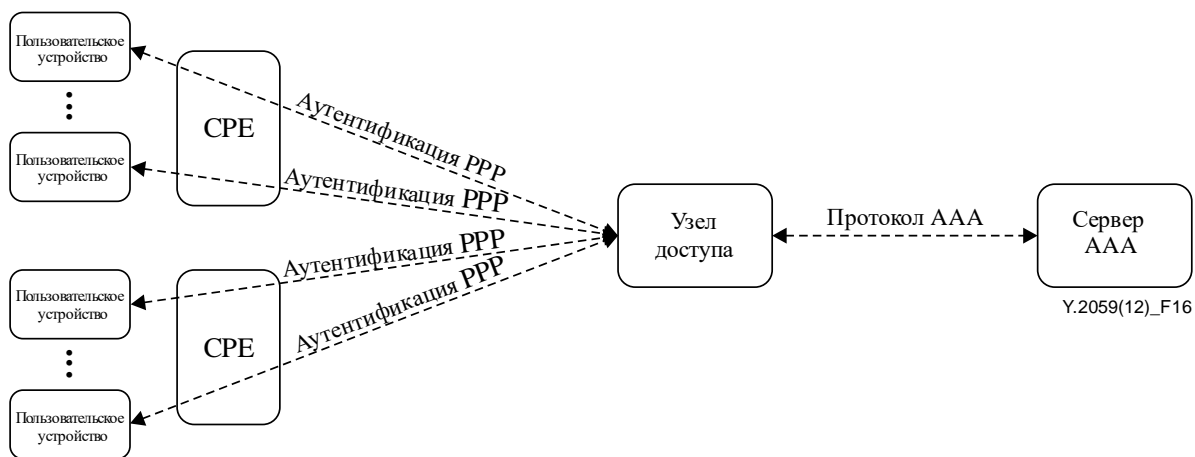 Пользовательское
устройство
Пользовательское
устройство
CPE
Аутентификация PPP
Аутентификация PPP
Узел
доступа
Протокол AAA
Сервер
AAA
Аутентификация PPP
Аутентификация PPP
Пользовательское
устройство
Пользовательское
устройство
CPE
Y.2059(12)_F16